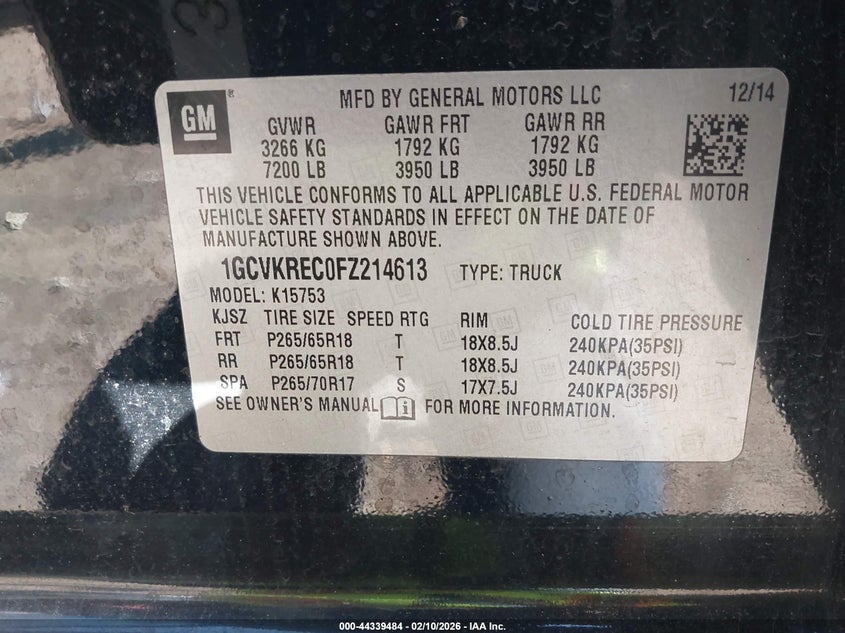 GM
MFD BY GENERAL MOTORS LLC 12/14
GVWR GAWR FRT GAWR RR
3266 KG 1792 KG 1792 KG
7200 LB 3950 LB 3950 LB
THIS VEHICLE CONFORMS TO ALL APPLICABLE U.S. FEDERAL MOTOR
VEHICLE SAFETY STANDARDS IN EFFECT ON THE DATE OF
MANUFACTURE SHOWN ABOVE.
1GCVKREC0FZ214613 TYPE: TRUCK
MODEL: K15753
KJSZ TIRE SIZE SPEED RTG RIM COLD TIRE PRESSURE
FRT P265/65R18 T 18X8.5J 240KPA(35PSI)
RR P265/65R18 T 18X8.5J 240KPA(35PSI)
SPA P265/70R17 S 17X7.5J 240KPA(35PSI)
SEE OWNER'S MANUAL FOR MORE INFORMATION.
000-44339484 - 02/10/2026 - IAA Inc.